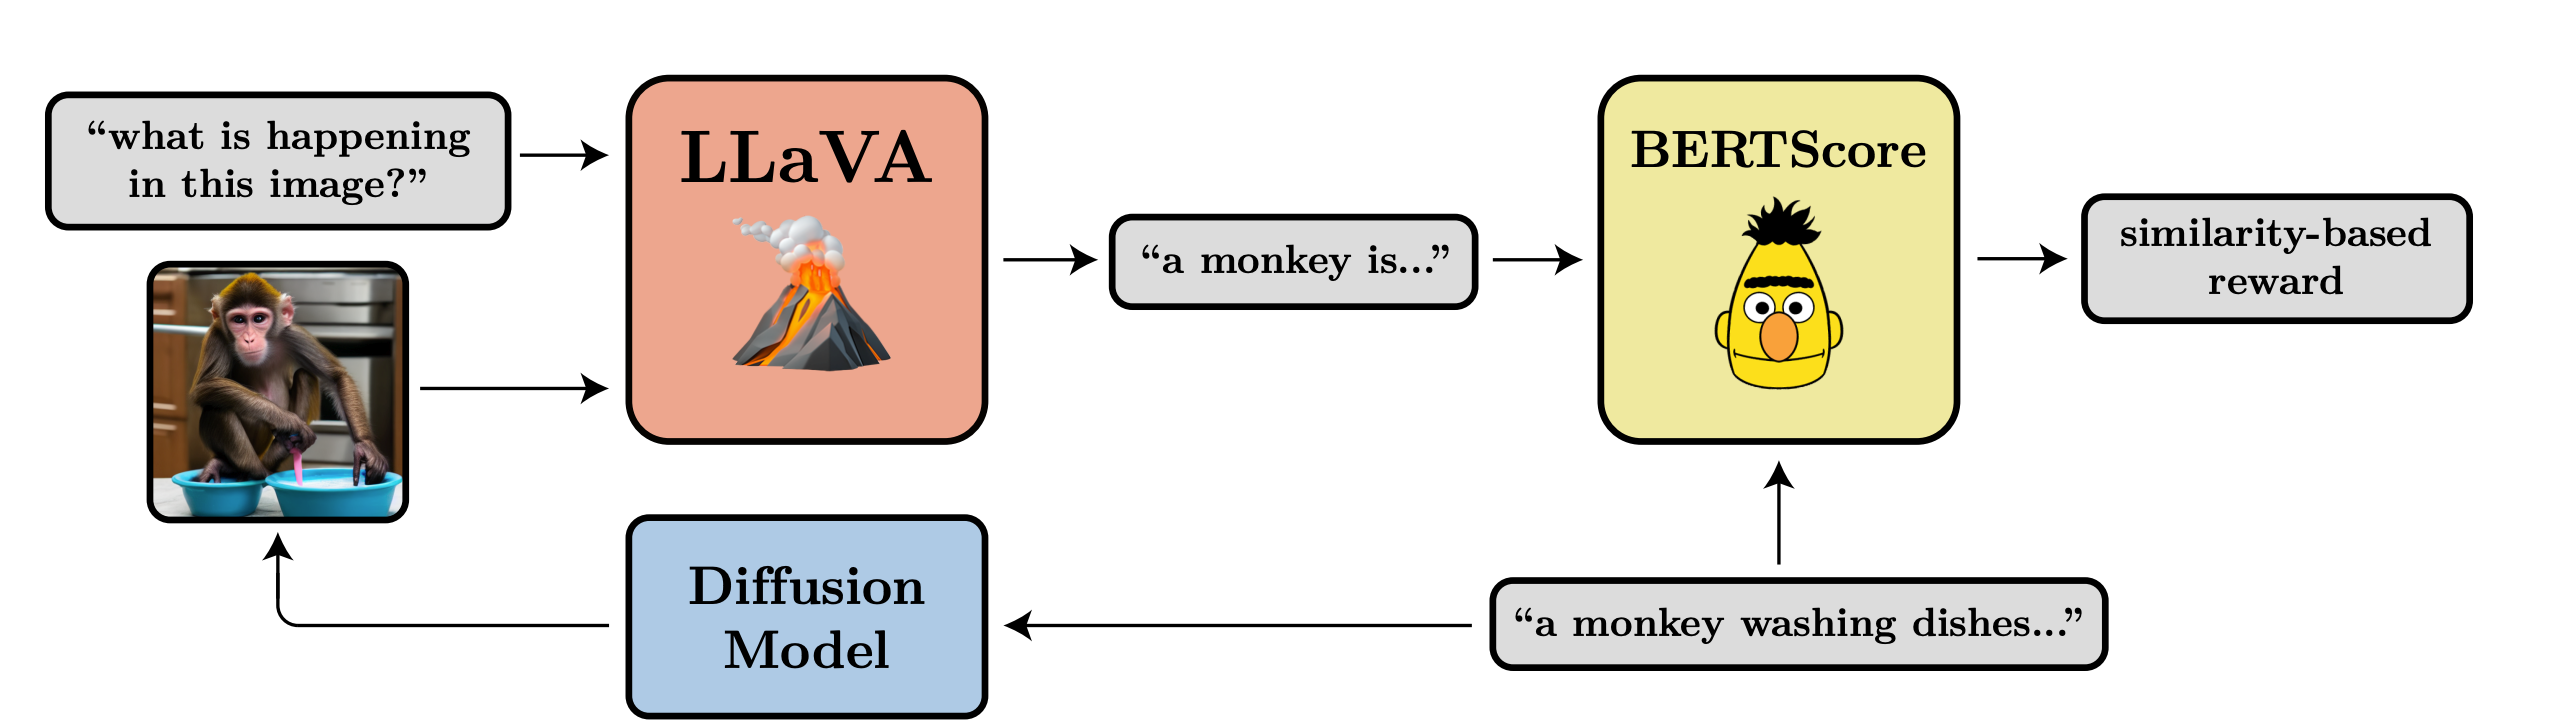 “what is happening
in this image?”
LLaVA
“a monkey is...”
BERTScore
similarity-based
reward
Diffusion
Model
“a monkey washing dishes...”